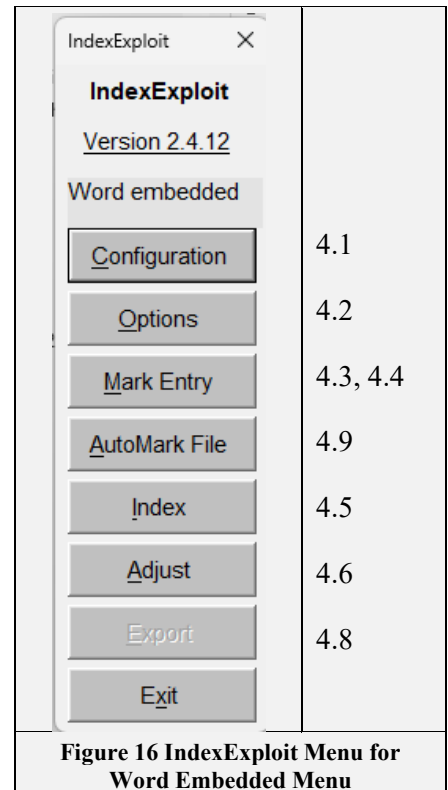 IndexExploit
IndexExploit
Version 2.4.12
Word embedded
Configuration 4.1
Options 4.2
Mark Entry 4.3, 4.4
AutoMark File 4.9
Index 4.5
Adjust 4.6
Export 4.8
Exit
Figure 16 IndexExploit Menu for
Word Embedded Menu